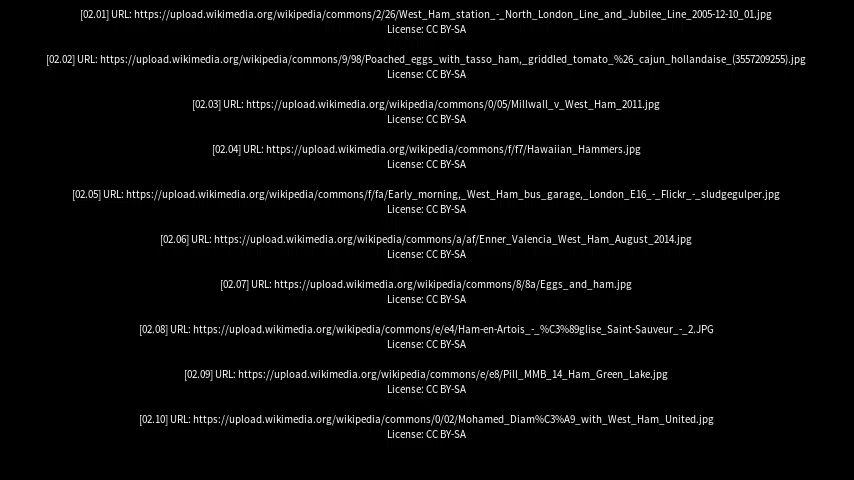 [02.01] URL: https://upload.wikimedia.org/wikipedia/commons/2/26/West_Ham_station_-_North_London_Line_and_Jubilee_Line_2005-12-10_01.jpg
License: CC BY-SA
[02.02] URL: https://upload.wikimedia.org/wikipedia/commons/9/98/Poached_eggs_with_tasso_ham,_griddled_tomato_%26_cajun_hollandaise_(3557209255).jpg
License: CC BY-SA
[02.03] URL: https://upload.wikimedia.org/wikipedia/commons/0/05/Millwall_v_West_Ham_2011.jpg
License: CC BY-SA
[02.04] URL: https://upload.wikimedia.org/wikipedia/commons/f/f7/Hawaiian_Hammers.jpg
License: CC BY-SA
[02.05] URL: https://upload.wikimedia.org/wikipedia/commons/f/fa/Early_morning,_West_Ham_bus_garage,_London_E16_-_Flickr_-_sludgegulper.jpg
License: CC BY-SA
[02.06] URL: https://upload.wikimedia.org/wikipedia/commons/a/af/Enner_Valencia_West_Ham_August_2014.jpg
License: CC BY-SA
[02.07] URL: https://upload.wikimedia.org/wikipedia/commons/8/8a/Eggs_and_ham.jpg
License: CC BY-SA
[02.08] URL: https://upload.wikimedia.org/wikipedia/commons/e/e4/Ham-en-Artois_-_%C3%89glise_Saint-Sauveur_-_2.JPG
License: CC BY-SA
[02.09] URL: https://upload.wikimedia.org/wikipedia/commons/e/e8/Pill_MMB_14_Ham_Green_Lake.jpg
License: CC BY-SA
[02.10] URL: https://upload.wikimedia.org/wikipedia/commons/0/02/Mohamed_Diam%C3%A9_with_West_Ham_United.jpg
License: CC BY-SA